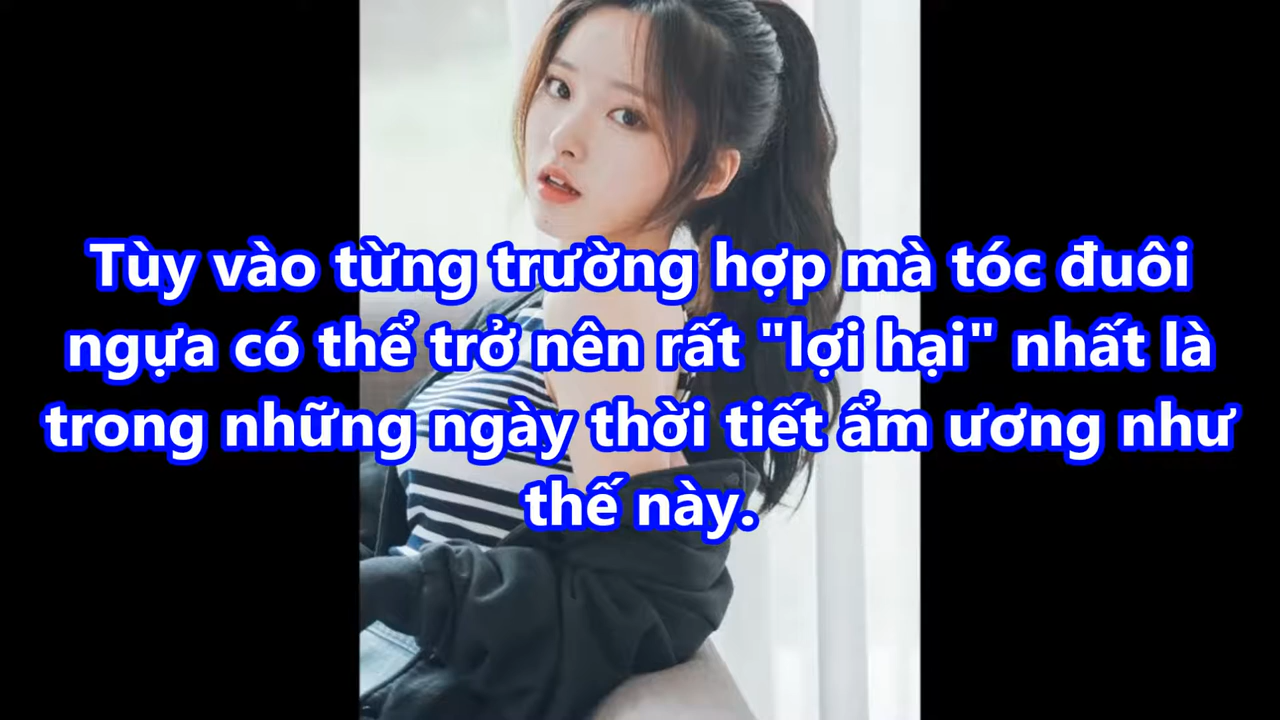 Tùy vào từng trường hợp mà tóc đuôi
ngựa có thể trở nên rất "lợi hại" nhất là
trong những ngày thời tiết ẩm ương như
thế này.